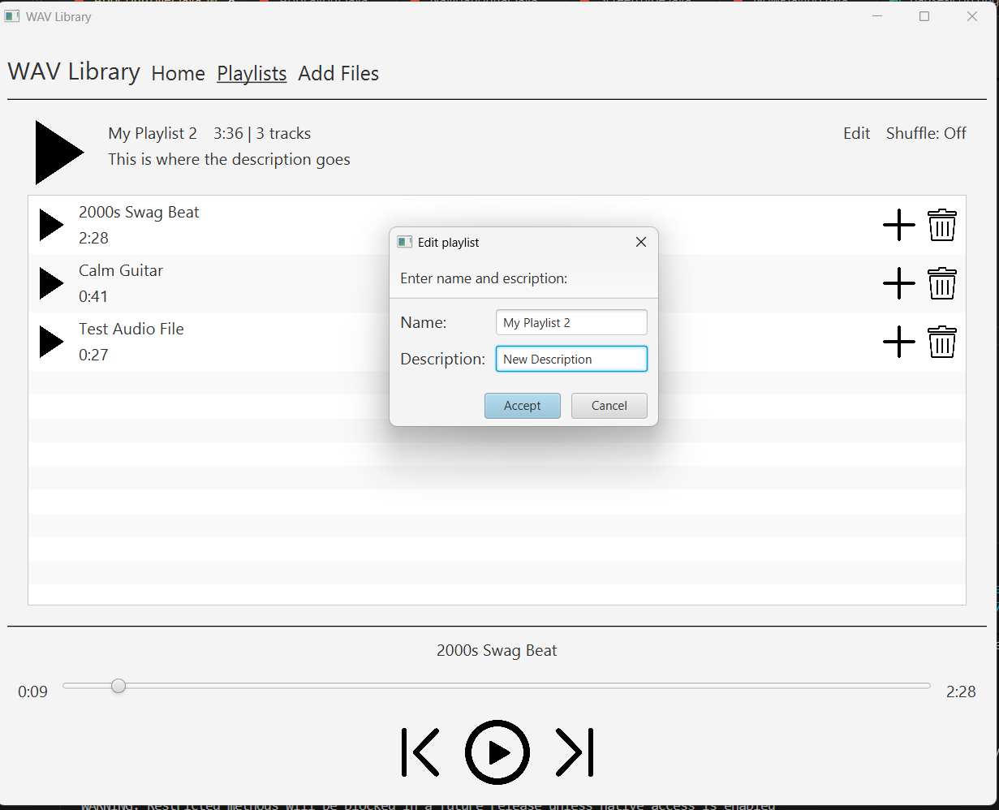 WAV Library
WAV Library Home Playlists Add Files
My Playlist 2 3:36 | 3 tracks Edit Shuffle: Off
This is where the description goes
2000s Swag Beat
2:28
Calm Guitar
0:41
Test Audio File
0:27
Edit playlist
Enter name and escription:
Name: My Playlist 2
Description: New Description
Accept Cancel
2000s Swag Beat
0:09 2:28
WARNING: Restricted methods will be blocked in a future release unless native access is enabled